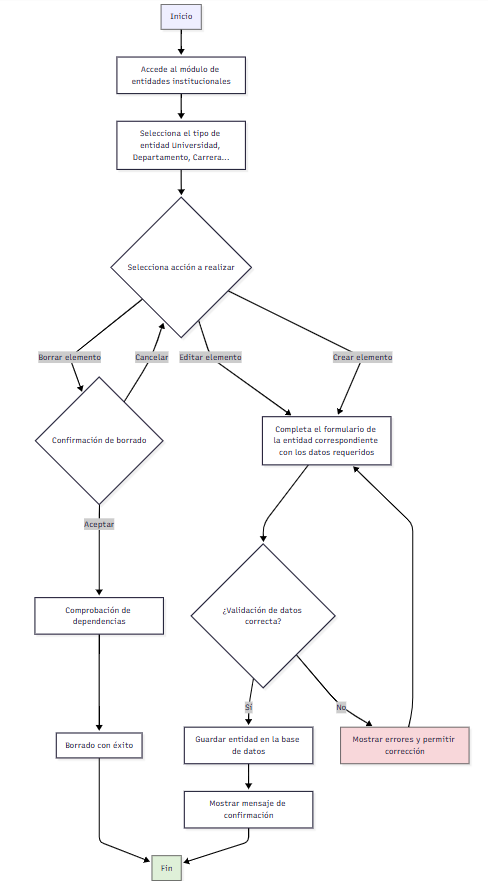 Inicio
Accede al módulo de
entidades institucionales
Selecciona el tipo de
entidad Universidad,
Departamento, Carrera...
Selecciona acción a realizar
Borrar elemento
Cancelar
Editar elemento
Crear elemento
Confirmación de borrado
Completa el formulario de
la entidad correspondiente
con los datos requeridos
Aceptar
Comprobación de
dependencias
¿Validación de datos
correcta?
Sí
No
Borrado con éxito
Guardar entidad en la base
de datos
Mostrar errores y permitir
corrección
Mostrar mensaje de
confirmación
Fin